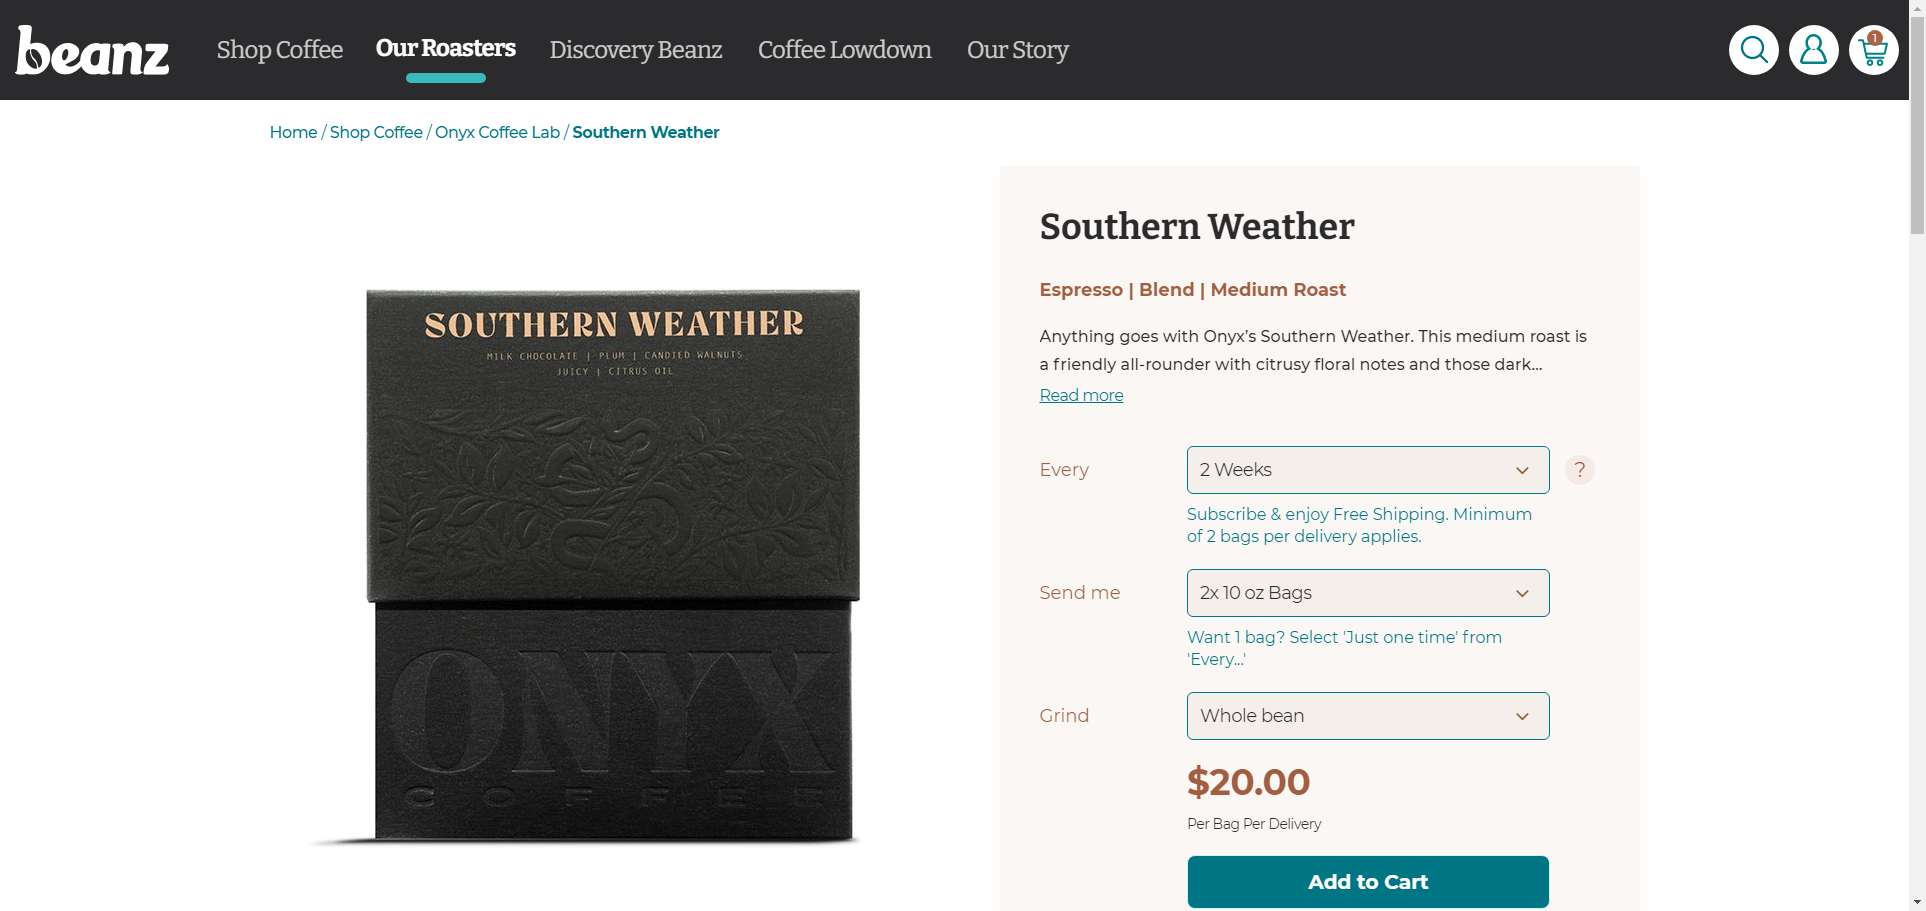 beanz
Shop Coffee
Our Roasters
Discovery Beanz
Coffee Lowdown
Our Story
1
Home / Shop Coffee / Onyx Coffee Lab / Southern Weather
SOUTHERN WEATHER
MILK CHOCOLATE | PLUM | CANDIED WALNUTS
JUICY | CITRUS OIL
ONYX
COFFEE
Southern Weather
Espresso | Blend | Medium Roast
Anything goes with Onyx’s Southern Weather. This medium roast is
a friendly all-rounder with citrusy floral notes and those dark...
Read more
Every
2 Weeks
?
Subscribe & enjoy Free Shipping. Minimum
of 2 bags per delivery applies.
Send me
2x 10 oz Bags
Want 1 bag? Select 'Just one time' from
'Every...'
Grind
Whole bean
$20.00
Per Bag Per Delivery
Add to Cart